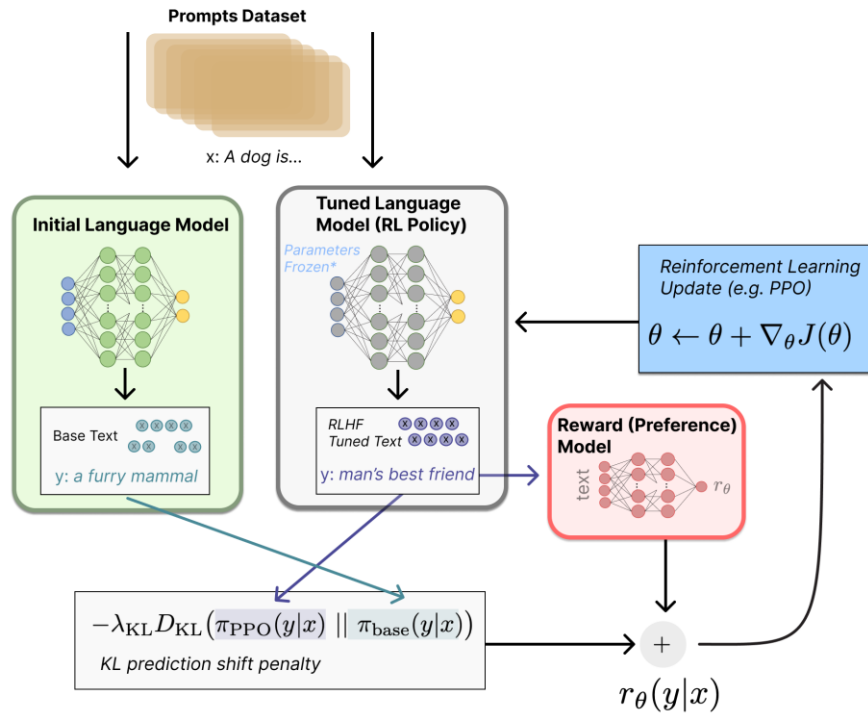 Prompts Dataset
x: A dog is...
Initial Language Model
Tuned Language
Model (RL Policy)
Parameters
Frozen*
Reinforcement Learning
Update (e.g. PPO)
θ ← θ + ∇θJ(θ)
Base Text
x x x x
x x x x
y: a furry mammal
RLHF
Tuned Text
x x x x
x x x x
y: man's best friend
Reward (Preference)
Model
text
rθ
−λKL DKL(πPPO(y|x) || πbase(y|x))
KL prediction shift penalty
+
rθ(y|x)